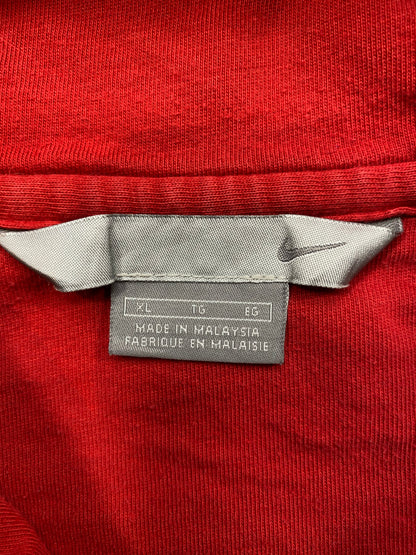 XL TG EG
MADE IN MALAYSIA
FABRIQUE EN MALAISIE